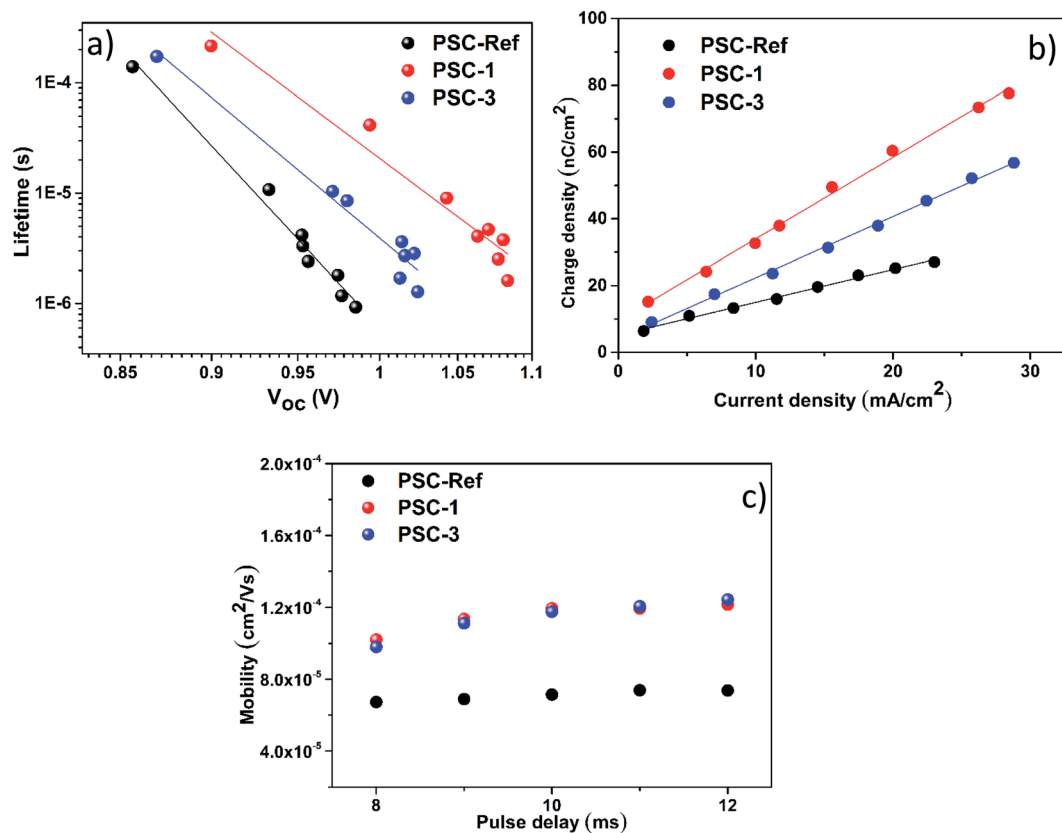 a)
PSC-Ref
PSC-1
PSC-3
1E-4
1E-5
1E-6
Lifetime (s)
0.85 0.9 0.95 1 1.05 1.1
V_OC (V)
b)
PSC-Ref
PSC-1
PSC-3
100
80
60
40
20
0
Charge density (nC/cm²)
0 10 20 30
Current density (mA/cm²)
c)
PSC-Ref
PSC-1
PSC-3
2.0x10⁻⁴
1.6x10⁻⁴
1.2x10⁻⁴
8.0x10⁻⁵
4.0x10⁻⁵
Mobility (cm²/Vs)
8 10 12
Pulse delay (ms)